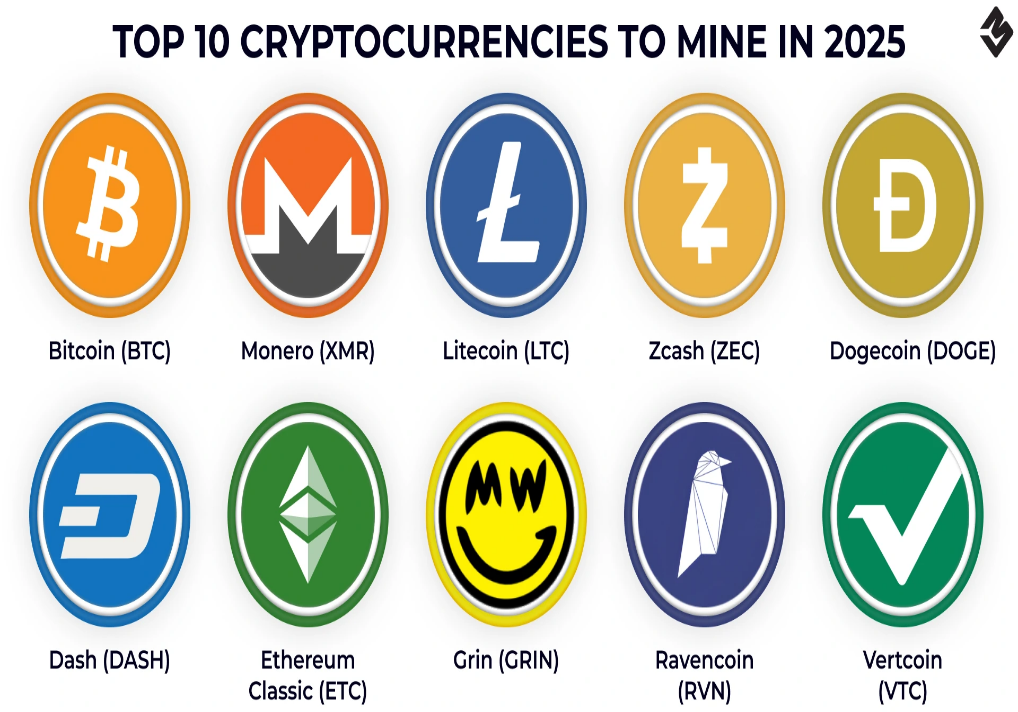 TOP 10 CRYPTOCURRENCIES TO MINE IN 2025
Bitcoin (BTC)
Monero (XMR)
Litecoin (LTC)
Zcash (ZEC)
Dogecoin (DOGE)
MW
Dash (DASH)
Ethereum
Classic (ETC)
Grin (GRIN)
Ravencoin
(RVN)
Vertcoin
(VTC)